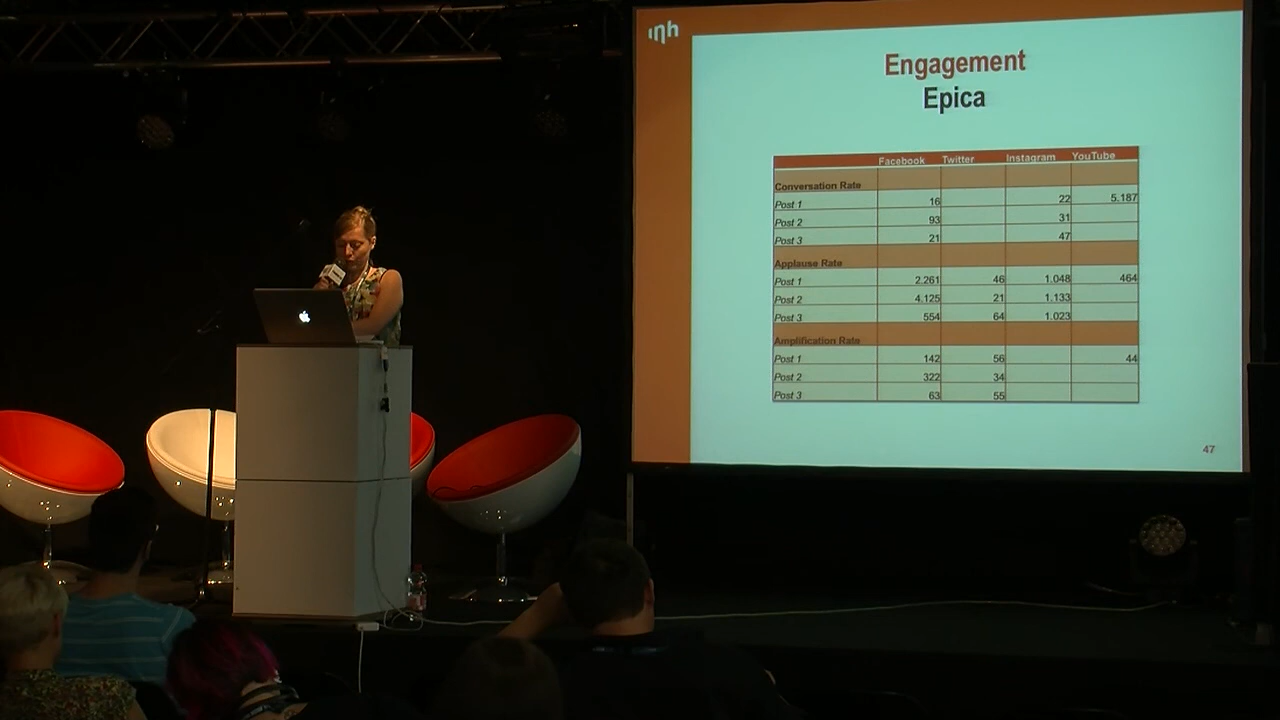 ınh
Engagement
Epica
Facebook Twitter Instagram YouTube
Conversation Rate
Post 1 16 22 5.187
Post 2 93 31
Post 3 21 47
Applause Rate
Post 1 2.261 46 1.048 464
Post 2 4.125 21 1.133
Post 3 554 64 1.023
Amplification Rate
Post 1 142 56 44
Post 2 322 34
Post 3 63 55
47